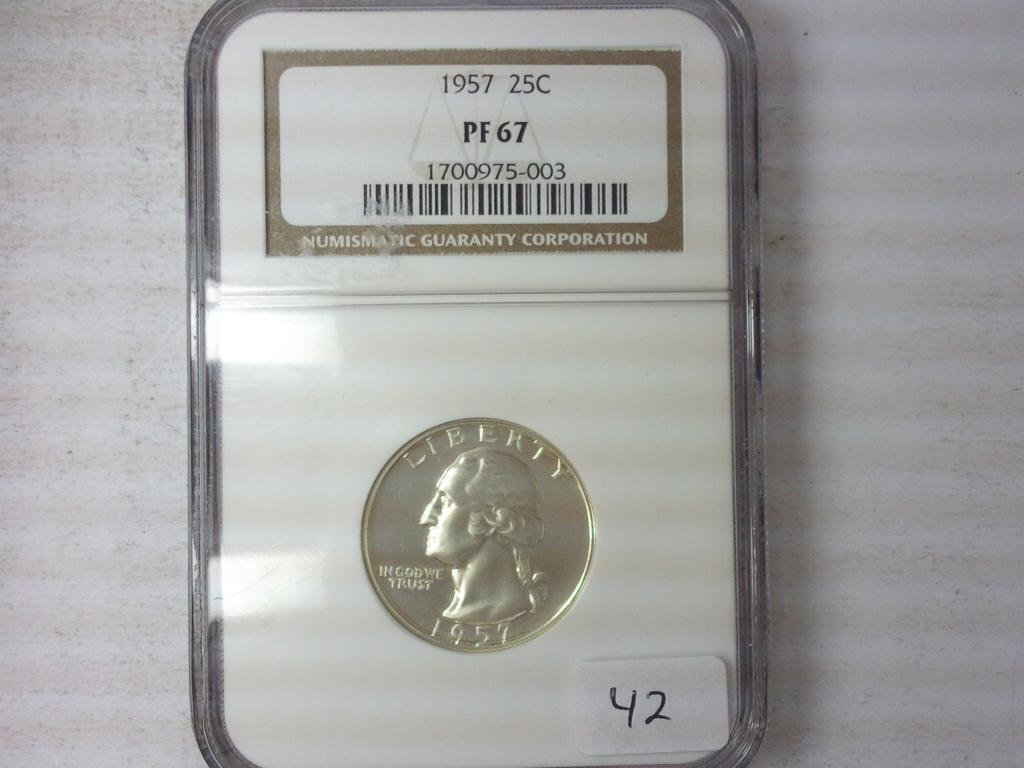 1957 25C
PF 67
1700975-003
NUMISMATIC GUARANTY CORPORATION
LIBERTY
IN GOD WE
TRUST
1957
42